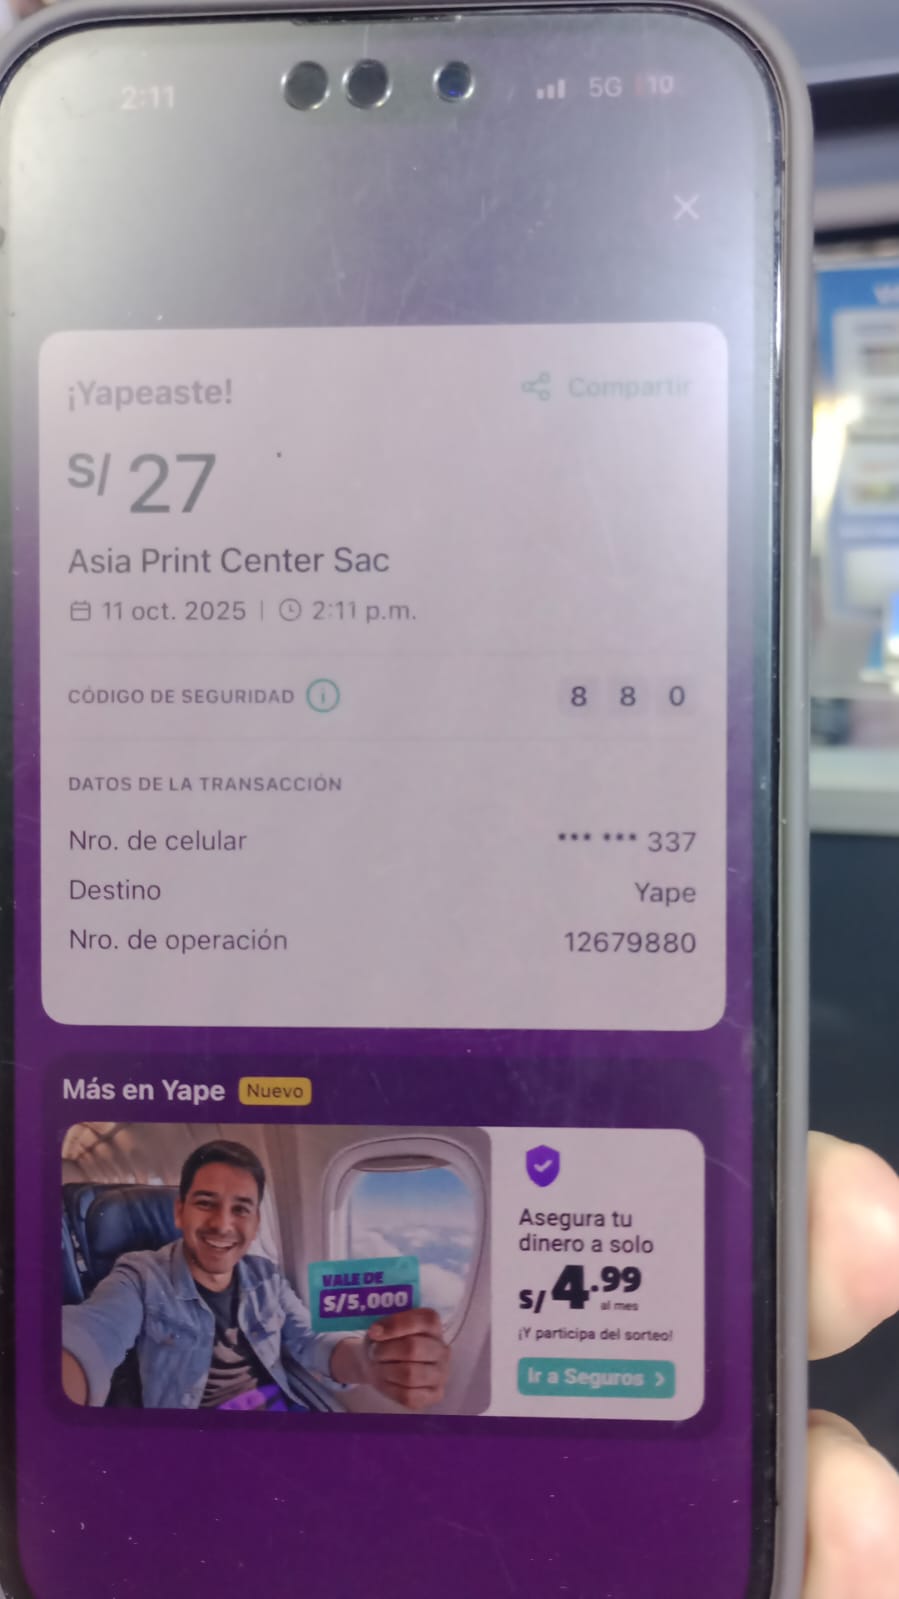 2:11 5G 10
¡Yapeaste! Compartir
S/ 27
Asia Print Center Sac
11 oct. 2025 | 2:11 p.m.
CÓDIGO DE SEGURIDAD 8 8 0
DATOS DE LA TRANSACCIÓN
Nro. de celular *** *** 337
Destino Yape
Nro. de operación 12679880
Más en Yape Nuevo
VALE DE
S/5,000
Asegura tu
dinero a solo
S/ 4.99
al mes
¡Y participa del sorteo!
Ir a Seguros >